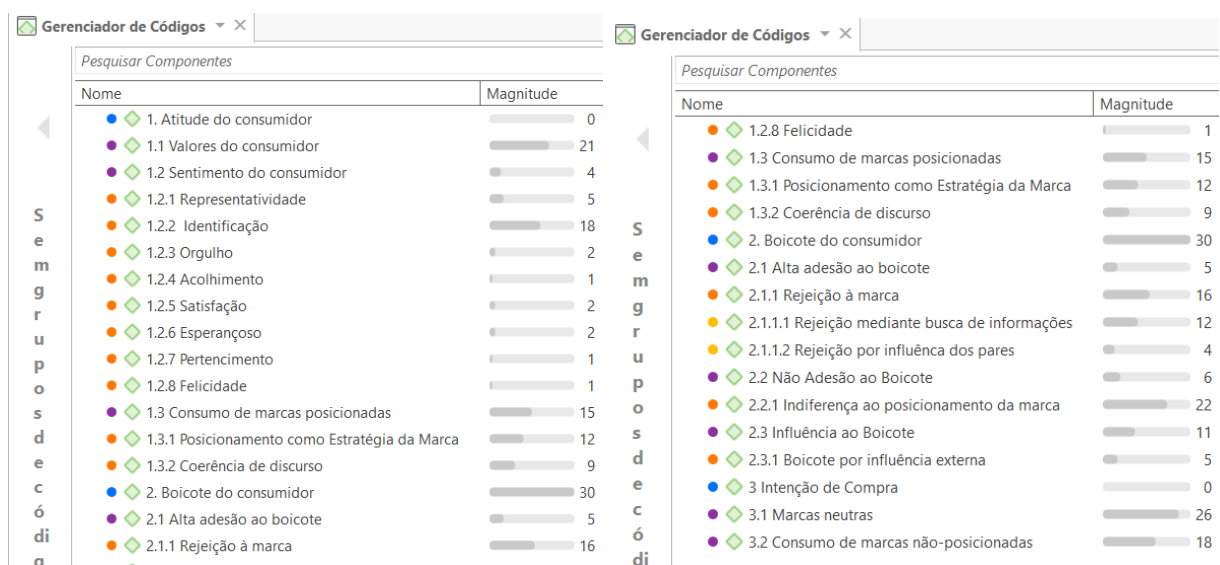 Gerenciador de Códigos
Pesquisar Componentes
Nome Magnitude
1. Atitude do consumidor 0
1.1 Valores do consumidor 21
1.2 Sentimento do consumidor 4
1.2.1 Representatividade 5
1.2.2 Identificação 18
1.2.3 Orgulho 2
1.2.4 Acolhimento 1
1.2.5 Satisfação 2
1.2.6 Esperançoso 2
1.2.7 Pertencimento 1
1.2.8 Felicidade 1
1.3 Consumo de marcas posicionadas 15
1.3.1 Posicionamento como Estratégia da Marca 12
1.3.2 Coerência de discurso 9
2. Boicote do consumidor 30
2.1 Alta adesão ao boicote 5
2.1.1 Rejeição à marca 16
S
e
m
g
r
u
p
o
s
d
e
c
ó
di
g
Gerenciador de Códigos
Pesquisar Componentes
Nome Magnitude
1.2.8 Felicidade 1
1.3 Consumo de marcas posicionadas 15
1.3.1 Posicionamento como Estratégia da Marca 12
1.3.2 Coerência de discurso 9
2. Boicote do consumidor 30
2.1 Alta adesão ao boicote 5
2.1.1 Rejeição à marca 16
2.1.1.1 Rejeição mediante busca de informações 12
2.1.1.2 Rejeição por influênca dos pares 4
2.2 Não Adesão ao Boicote 6
2.2.1 Indiferença ao posicionamento da marca 22
2.3 Influência ao Boicote 11
2.3.1 Boicote por influência externa 5
3 Intenção de Compra 0
3.1 Marcas neutras 26
3.2 Consumo de marcas não-posicionadas 18
S
e
m
g
r
u
p
o
s
d
e
c
ó
di